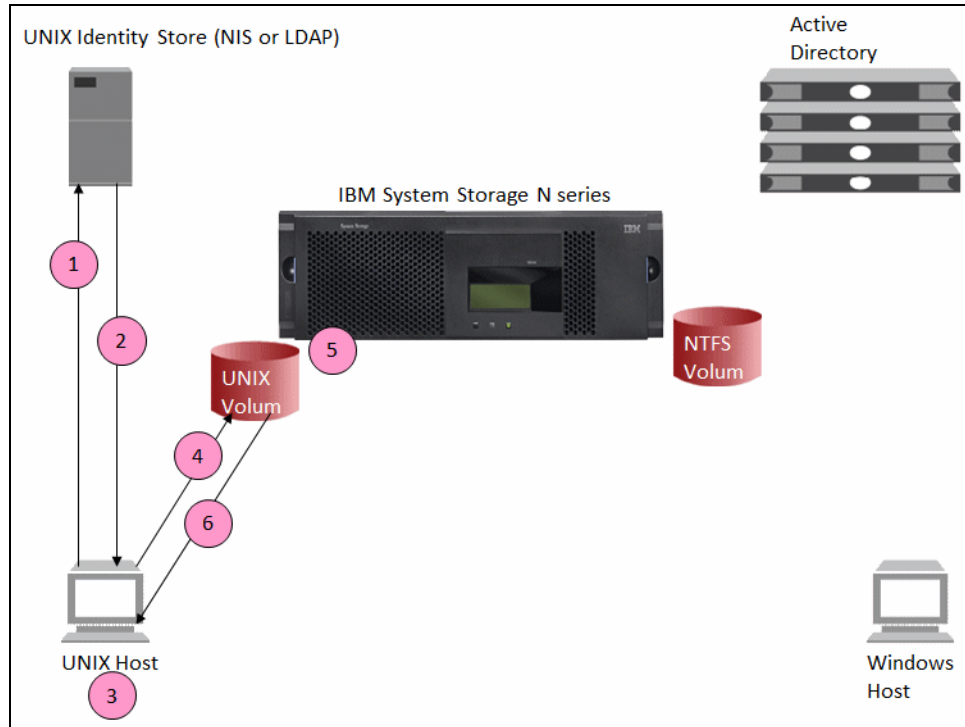 UNIX Identity Store (NIS or LDAP)
Active
Directory
IBM System Storage N series
IBM
1
2
5
UNIX
Volum
NTFS
Volum
4
6
UNIX Host
3
Windows
Host